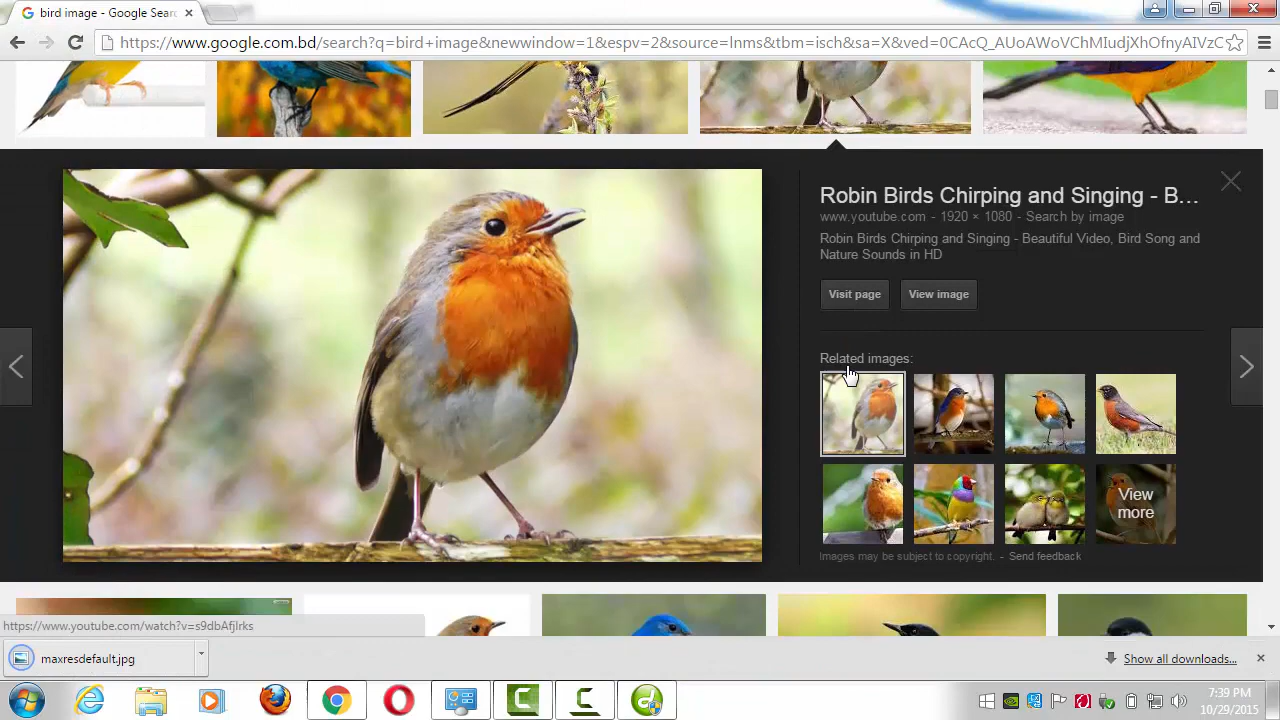 bird image - Google Sear
https://www.google.com.bd/search?q=bird+image&newwindow=1&espv=2&source=lnms&tbm=isch&sa=X&ved=0CAcQ_AUoAWoVChMIudjXhOfnyAIVzC
Robin Birds Chirping and Singing - B...
www.youtube.com - 1920 × 1080 - Search by image
Robin Birds Chirping and Singing - Beautiful Video, Bird Song and
Nature Sounds in HD
Visit page
View image
Related images:
View
more
Images may be subject to copyright. - Send feedback
https://www.youtube.com/watch?v=s9dbAfjIrks
maxresdefault.jpg
Show all downloads...
7:39 PM
10/29/2015